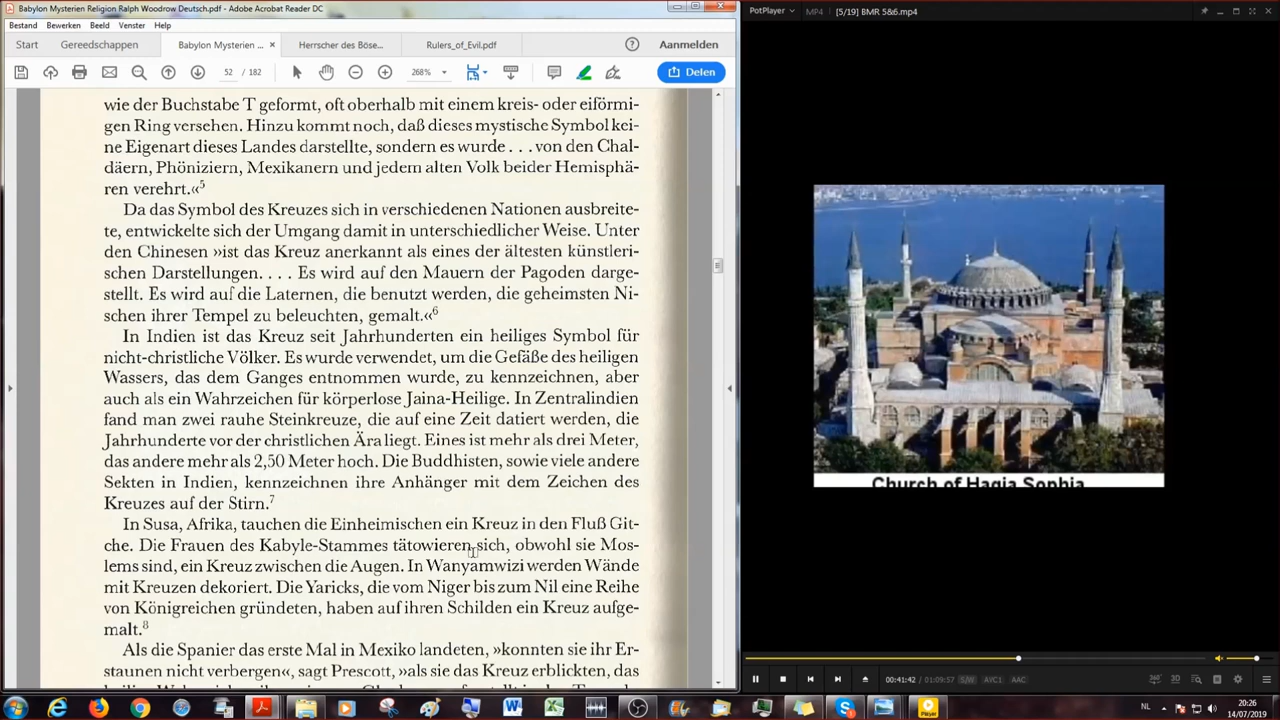 Babylon Mysterien Religion Ralph Woodrow Deutsch.pdf - Adobe Acrobat Reader DC
Bestand Bewerken Beeld Venster Help
Start Gereedschappen Babylon Mysterien ... × Herrscher des Böse... Rulers_of_Evil.pdf Aanmelden
52 / 182 268% Delen
wie der Buchstabe T geformt, oft oberhalb mit einem kreis- oder eiförmi-
gen Ring versehen. Hinzu kommt noch, daß dieses mystische Symbol kei-
ne Eigenart dieses Landes darstellte, sondern es wurde . . . von den Chal-
däern, Phöniziern, Mexikanern und jedem alten Volk beider Hemisphä-
ren verehrt.«5
Da das Symbol des Kreuzes sich in verschiedenen Nationen ausbreite-
te, entwickelte sich der Umgang damit in unterschiedlicher Weise. Unter
den Chinesen »ist das Kreuz anerkannt als eines der ältesten künstleri-
schen Darstellungen. . . . Es wird auf den Mauern der Pagoden darge-
stellt. Es wird auf die Laternen, die benutzt werden, die geheimsten Ni-
schen ihrer Tempel zu beleuchten, gemalt.«6
In Indien ist das Kreuz seit Jahrhunderten ein heiliges Symbol für
nicht-christliche Völker. Es wurde verwendet, um die Gefäße des heiligen
Wassers, das dem Ganges entnommen wurde, zu kennzeichnen, aber
auch als ein Wahrzeichen für körperlose Jaina-Heilige. In Zentralindien
fand man zwei rauhe Steinkreuze, die auf eine Zeit datiert werden, die
Jahrhunderte vor der christlichen Ära liegt. Eines ist mehr als drei Meter,
das andere mehr als 2,50 Meter hoch. Die Buddhisten, sowie viele andere
Sekten in Indien, kennzeichnen ihre Anhänger mit dem Zeichen des
Kreuzes auf der Stirn.7
In Susa, Afrika, tauchen die Einheimischen ein Kreuz in den Fluß Git-
che. Die Frauen des Kabyle-Stammes tätowieren sich, obwohl sie Mos-
lems sind, ein Kreuz zwischen die Augen. In Wanyamwizi werden Wände
mit Kreuzen dekoriert. Die Yaricks, die vom Niger bis zum Nil eine Reihe
von Königreichen gründeten, haben auf ihren Schilden ein Kreuz aufge-
malt.8
Als die Spanier das erste Mal in Mexiko landeten, »konnten sie ihr Er-
staunen nicht verbergen«, sagt Prescott, »als sie das Kreuz erblickten, das
PotPlayer MP4 [5/19] BMR 5&6.mp4
Church of Hagia Sophia
00:41:42 / 01:09:57 S/W AVC1 AAC
360° 3D
NL 20:26
14/07/2019